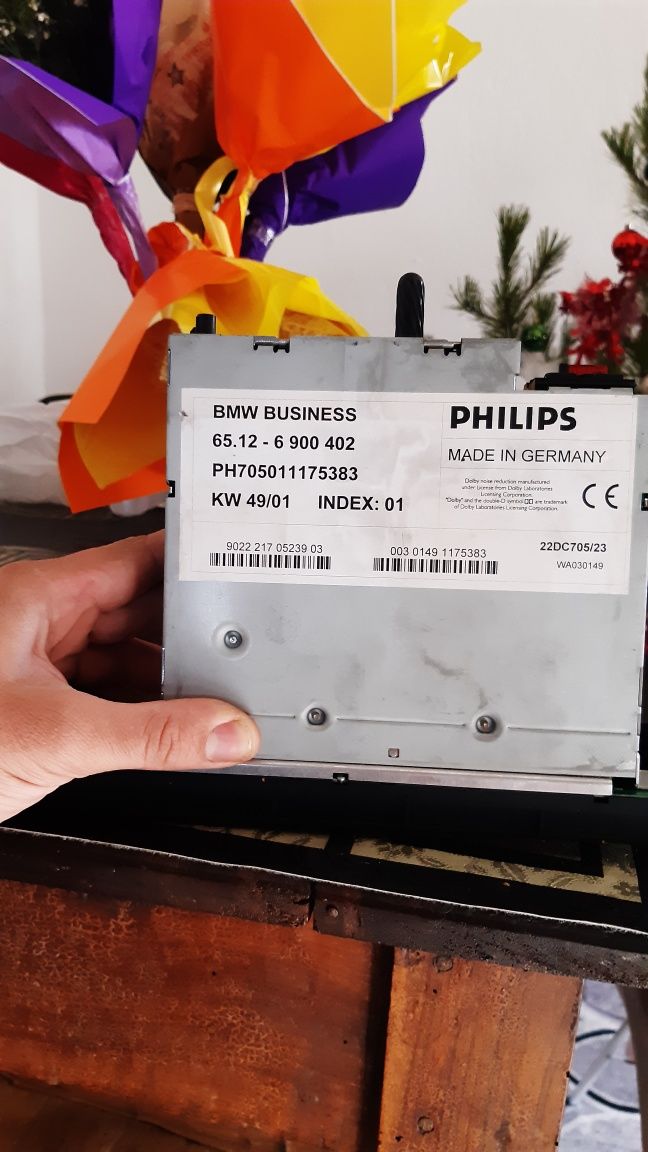 BMW BUSINESS
65.12 - 6 900 402
PH705011175383
KW 49/01 INDEX: 01
PHILIPS
MADE IN GERMANY
Dolby noise reduction manufactured
under license from Dolby Laboratories
Licensing Corporation.
"Dolby" and the double-D symbol are trademark
of Dolby Laboratories Licensing Corporation.
CE
9022 217 05239 03
003 0149 1175383
22DC705/23
WA030149